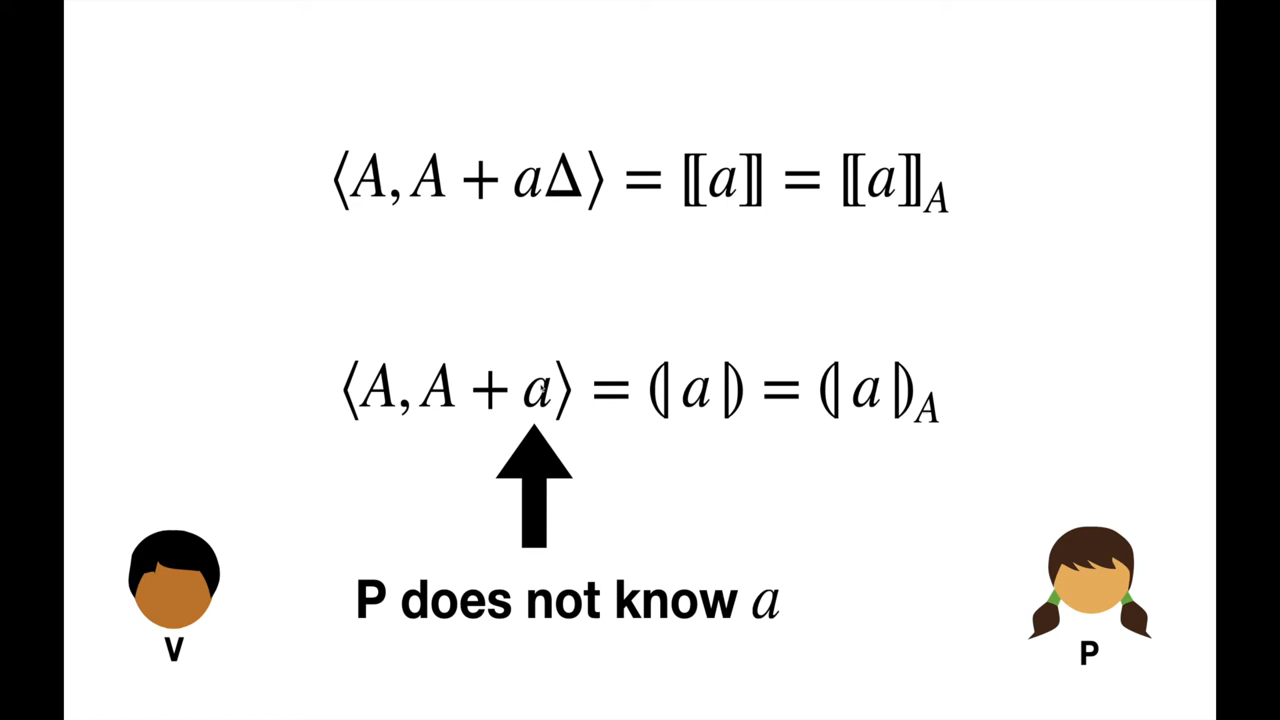 ⟨A, A + aΔ⟩ = ⟦a⟧ = ⟦a⟧_A
⟨A, A + a⟩ = ⦇ a ⦈ = ⦇ a ⦈_A
P does not know a
V
P